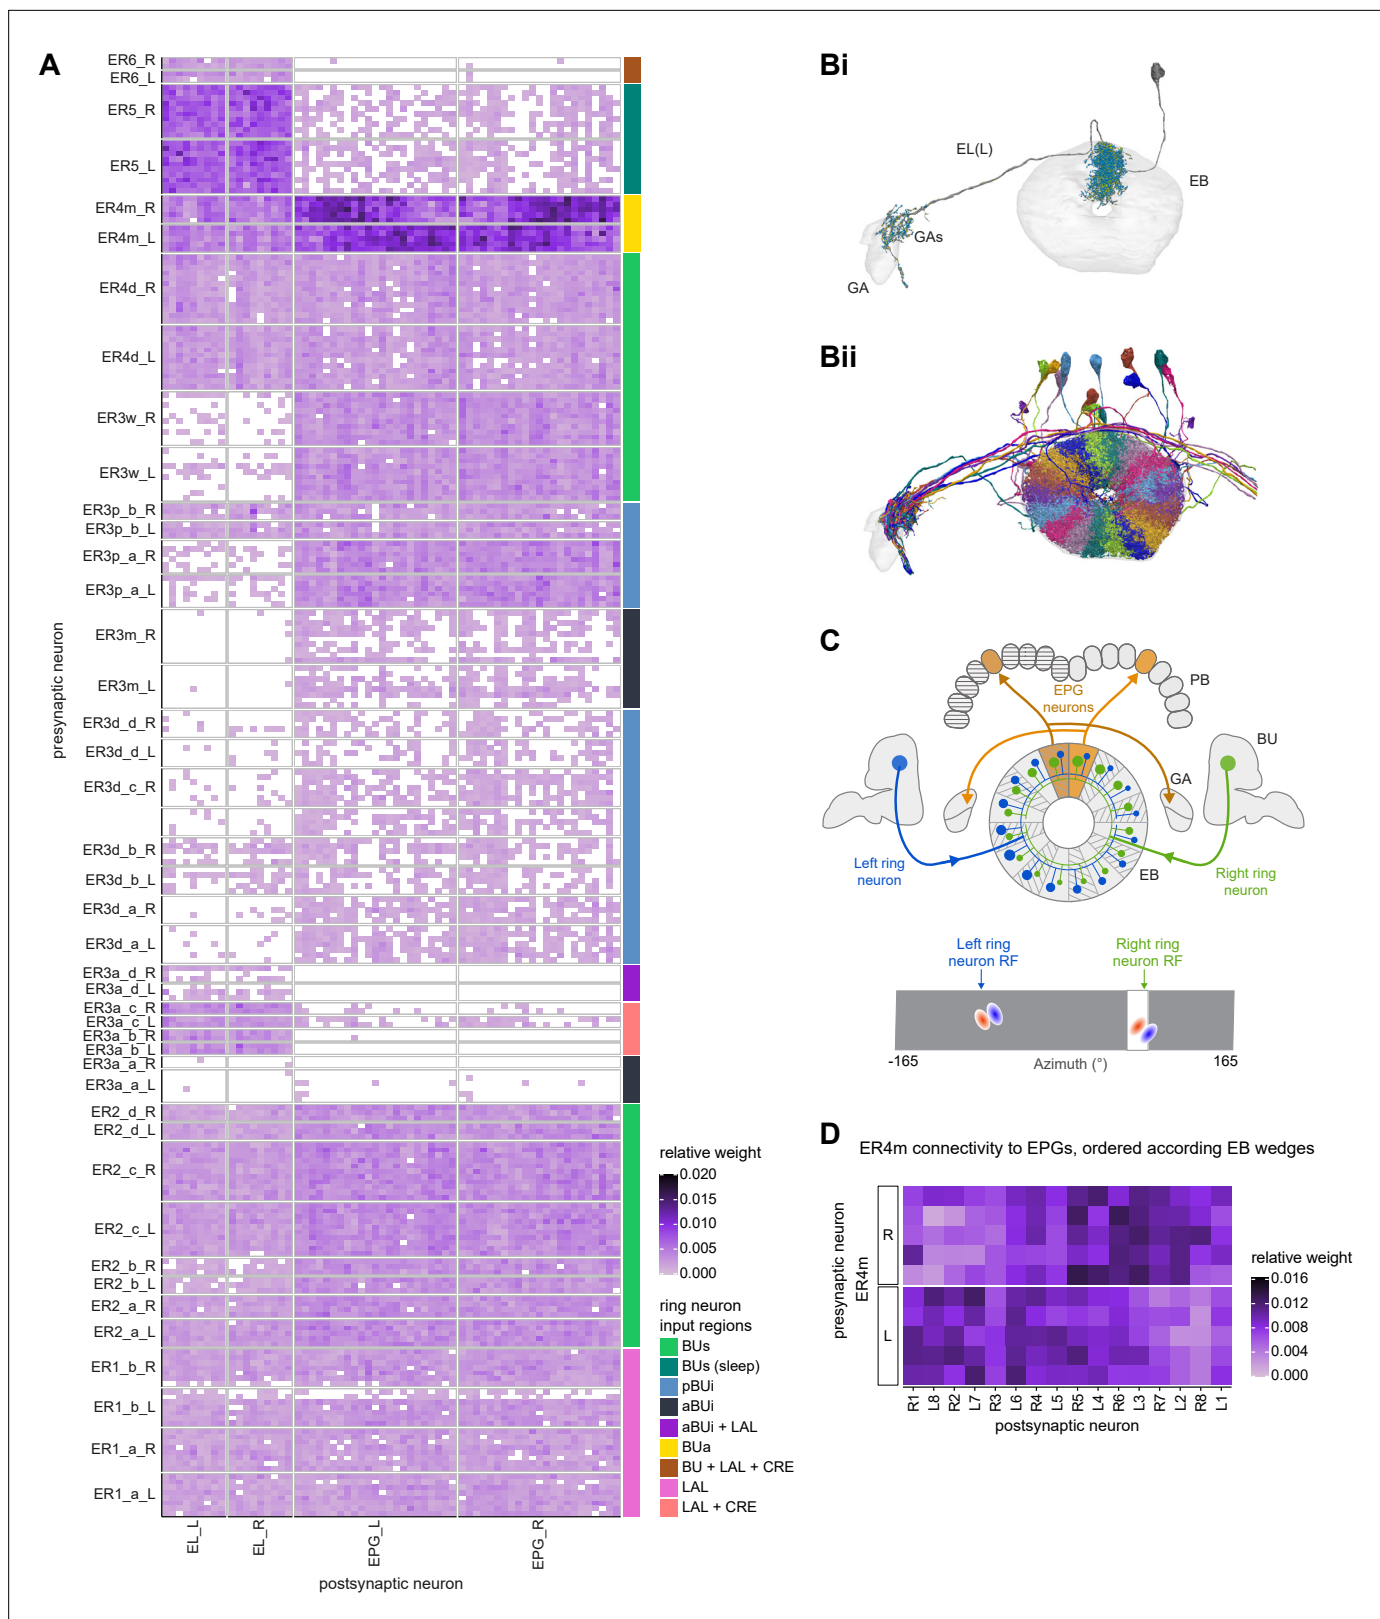 A
presynaptic neuron
ER6_R
ER6_L
ER5_R
ER5_L
ER4m_R
ER4m_L
ER4d_R
ER4d_L
ER3w_R
ER3w_L
ER3p_b_R
ER3p_b_L
ER3p_a_R
ER3p_a_L
ER3m_R
ER3m_L
ER3d_d_R
ER3d_d_L
ER3d_c_R
ER3d_b_R
ER3d_b_L
ER3d_a_R
ER3d_a_L
ER3a_d_R
ER3a_d_L
ER3a_c_R
ER3a_c_L
ER3a_b_R
ER3a_b_L
ER3a_a_R
ER3a_a_L
ER2_d_R
ER2_d_L
ER2_c_R
ER2_c_L
ER2_b_R
ER2_b_L
ER2_a_R
ER2_a_L
ER1_b_R
ER1_b_L
ER1_a_R
ER1_a_L
EL_L
EL_R
EPG_L
EPG_R
postsynaptic neuron
relative weight
0.020
0.015
0.010
0.005
0.000
ring neuron
input regions
BUs
BUs (sleep)
pBUi
aBUi
aBUi + LAL
BUa
BU + LAL + CRE
LAL
LAL + CRE
Bi
EL(L)
EB
GAs
GA
Bii
C
EPG
neurons
PB
BU
GA
EB
Left ring
neuron
Right ring
neuron
Left ring
neuron RF
Right ring
neuron RF
-165
Azimuth (°)
165
D
ER4m connectivity to EPGs, ordered according EB wedges
presynaptic neuron
ER4m
R
L
R1
L8
R2
L7
R3
L6
R4
L5
R5
L4
R6
L3
R7
L2
R8
L1
postsynaptic neuron
relative weight
0.016
0.012
0.008
0.004
0.000